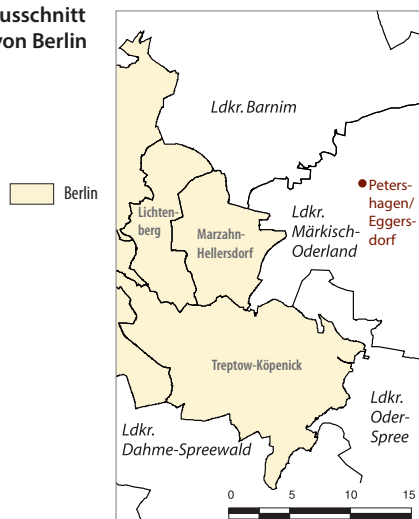 usschnitt
von Berlin
Berlin
Ldkr. Barnim
Lichten-
berg
Marzahn-
Hellersdorf
Ldkr.
Märkisch-
Oderland
Peters-
hagen/
Eggers-
dorf
Treptow-Köpenick
Ldkr.
Oder-
Spree
Ldkr.
Dahme-Spreewald
0 5 10 15